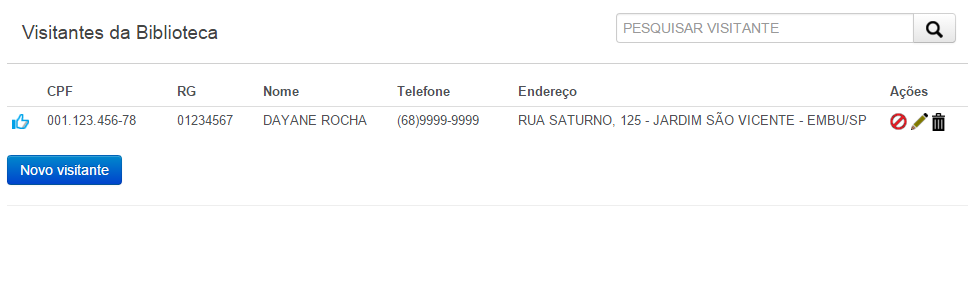 Visitantes da Biblioteca
PESQUISAR VISITANTE
CPF RG Nome Telefone Endereço Ações
001.123.456-78 01234567 DAYANE ROCHA (68)9999-9999 RUA SATURNO, 125 - JARDIM SÃO VICENTE - EMBU/SP
Novo visitante